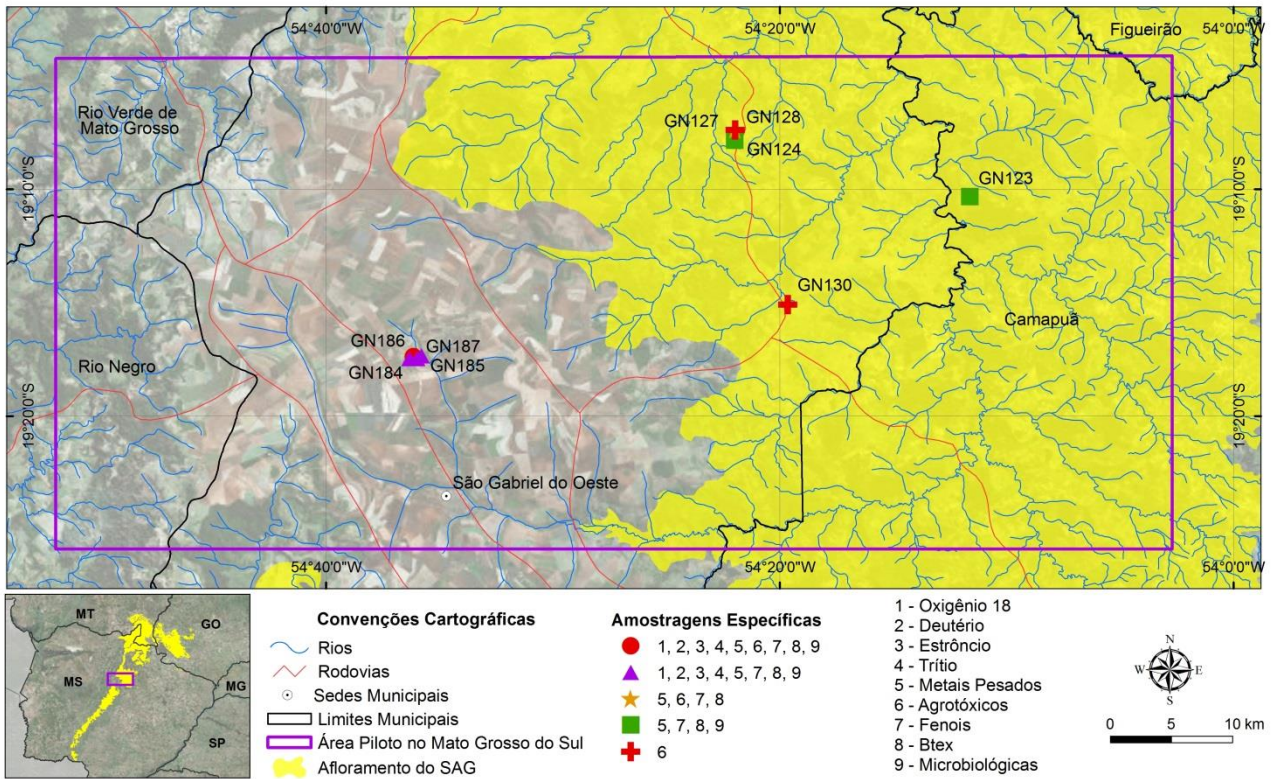 54°40'0"W
54°20'0"W
54°0'0"W
Figueirão
Rio Verde de
Mato Grosso
GN127
GN128
GN124
19°10'0"S
GN123
19°10'0"S
GN130
Camapuã
GN186
GN187
GN184
GN185
Rio Negro
19°20'0"S
19°20'0"S
São Gabriel do Oeste
54°40'0"W
54°20'0"W
54°0'0"W
MT
GO
MS
MG
SP
Convenções Cartográficas
Rios
Rodovias
Sedes Municipais
Limites Municipais
Área Piloto no Mato Grosso do Sul
Afloramento do SAG
Amostragens Específicas
1, 2, 3, 4, 5, 6, 7, 8, 9
1, 2, 3, 4, 5, 7, 8, 9
5, 6, 7, 8
5, 7, 8, 9
6
1 - Oxigênio 18
2 - Deutério
3 - Estrôncio
4 - Trítio
5 - Metais Pesados
6 - Agrotóxicos
7 - Fenois
8 - Btex
9 - Microbiológicas
N
W E
S
0 5 10 km